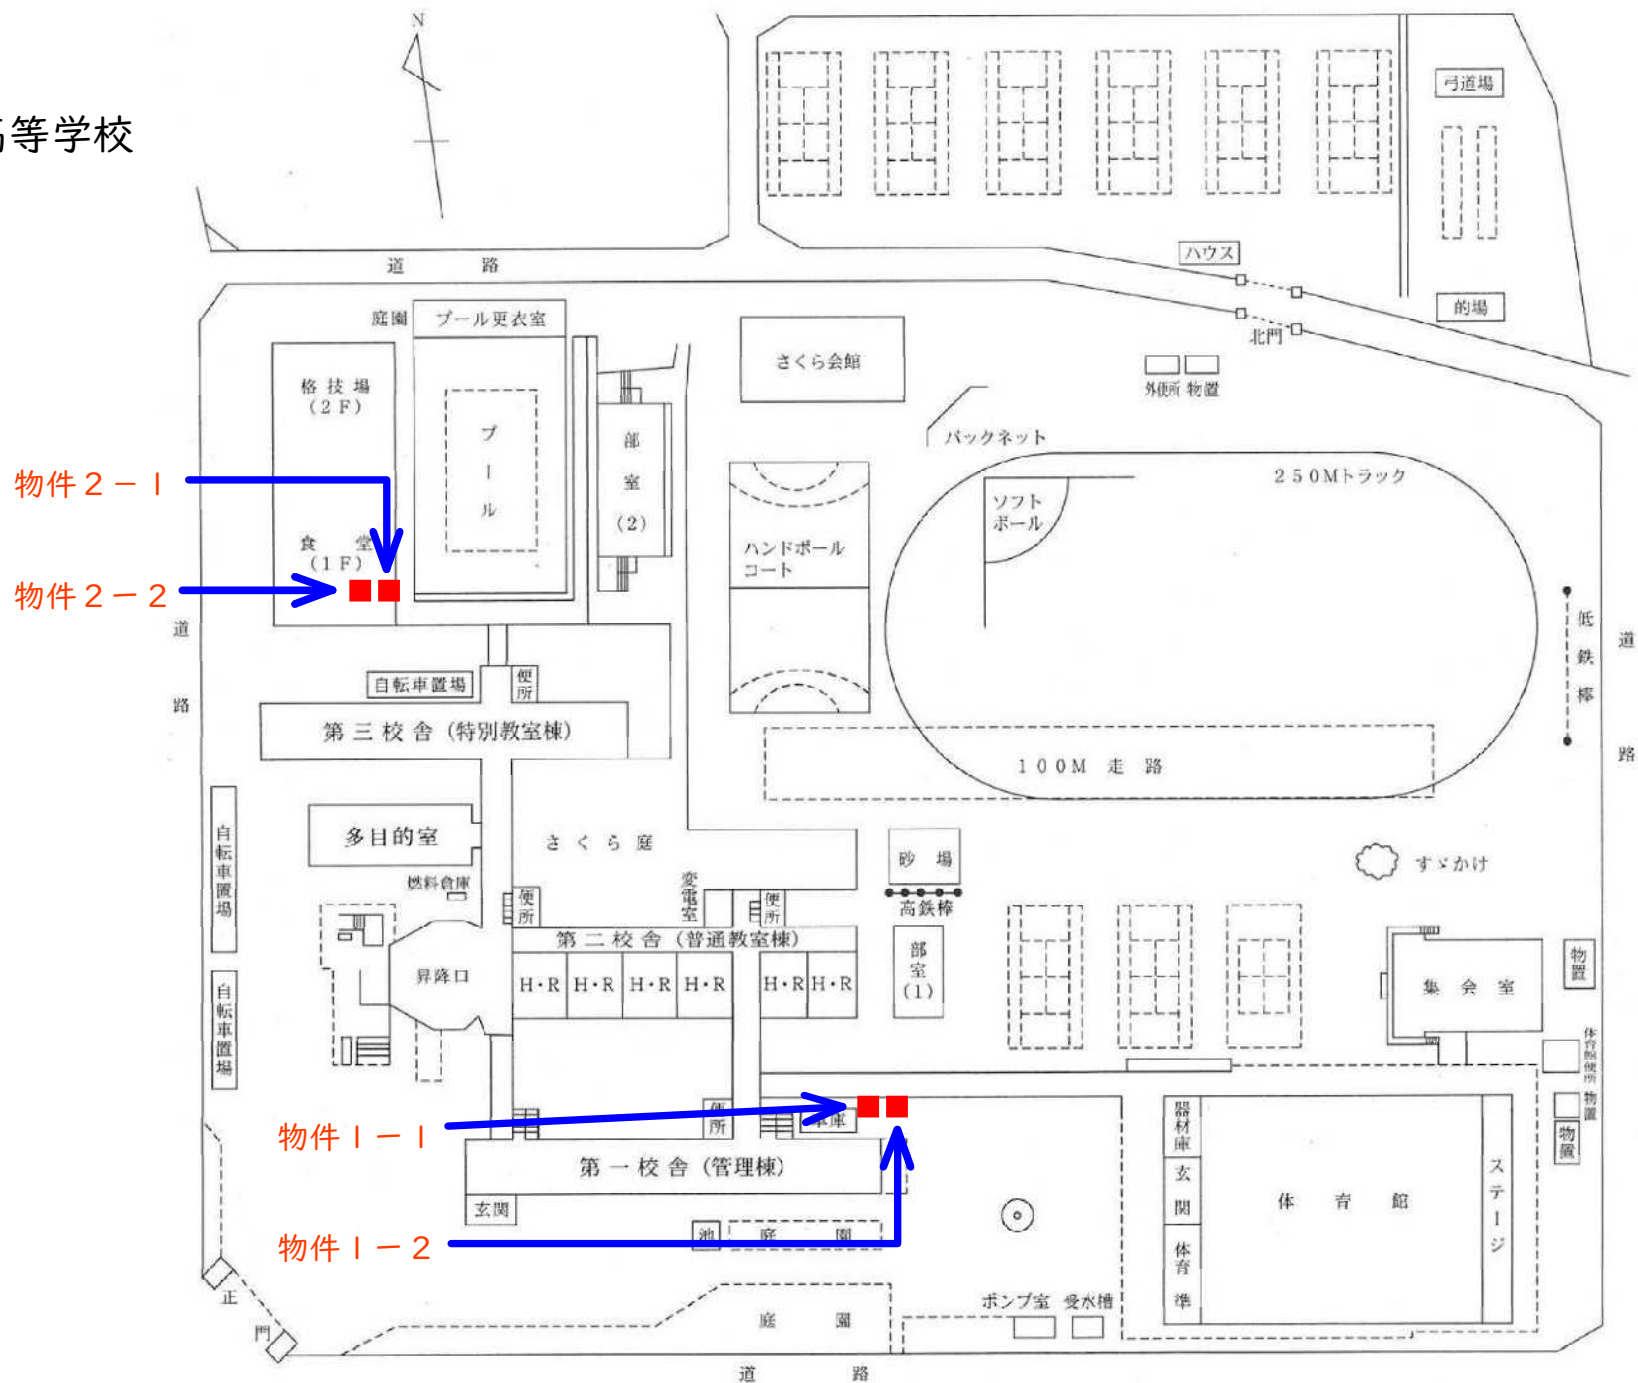 N
高等学校
弓道場
ハウス
道路
的場
北門
庭園
プール更衣室
さくら会館
格技場
(2F)
外便所
物置
プール
部室
(2)
バックネット
250Mトラック
物件2-1
ソフト
ボール
食堂
(1F)
ハンドボール
コート
物件2-2
道路
低鉄棒
道路
自転車置場
便所
第三校舎(特別教室棟)
100M 走路
自転車置場
多目的室
さくら庭
砂場
すゞかけ
燃料倉庫
変電室
便所
便所
高鉄棒
第二校舎(普通教室棟)
H・R
H・R
H・R
H・R
H・R
H・R
部室
(1)
昇降口
集会室
物置
自転車置場
体育館便所
物置
物置
便所
庫
物件1-1
器材庫
第一校舎(管理棟)
玄関
体育館
ステージ
玄関
池
庭園
物件1-2
体育準
正門
庭園
ポンプ室
受水槽
道路